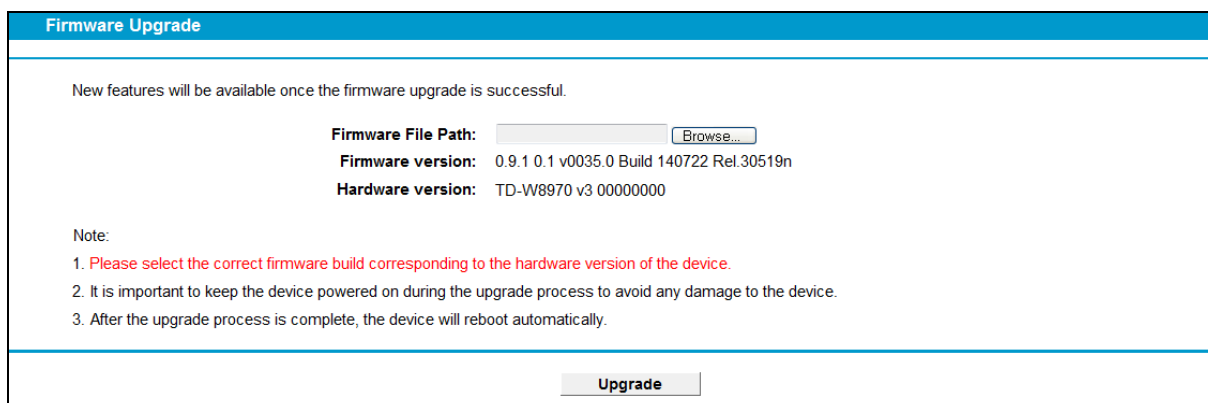 Firmware Upgrade
New features will be available once the firmware upgrade is successful.
Firmware File Path: Browse...
Firmware version: 0.9.1 0.1 v0035.0 Build 140722 Rel.30519n
Hardware version: TD-W8970 v3 00000000
Note:
1. Please select the correct firmware build corresponding to the hardware version of the device.
2. It is important to keep the device powered on during the upgrade process to avoid any damage to the device.
3. After the upgrade process is complete, the device will reboot automatically.
Upgrade